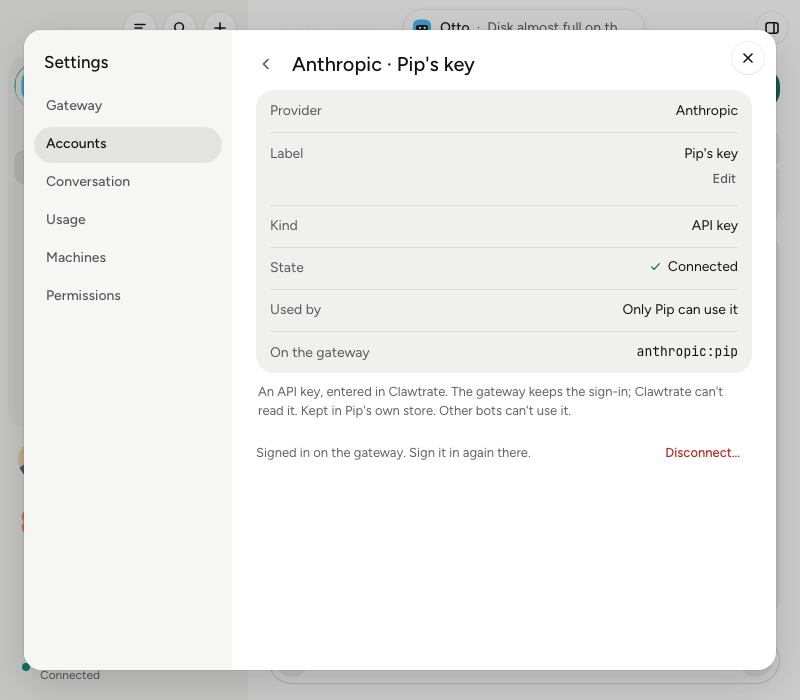 Otto · Disk almost full on th
Settings
Gateway
Accounts
Conversation
Usage
Machines
Permissions
Anthropic · Pip's key
Provider
Anthropic
Label
Pip's key
Edit
Kind
API key
State
Connected
Used by
Only Pip can use it
On the gateway
anthropic:pip
An API key, entered in Clawtrate. The gateway keeps the sign-in; Clawtrate can't
read it. Kept in Pip's own store. Other bots can't use it.
Signed in on the gateway. Sign it in again there.
Disconnect...
Connected